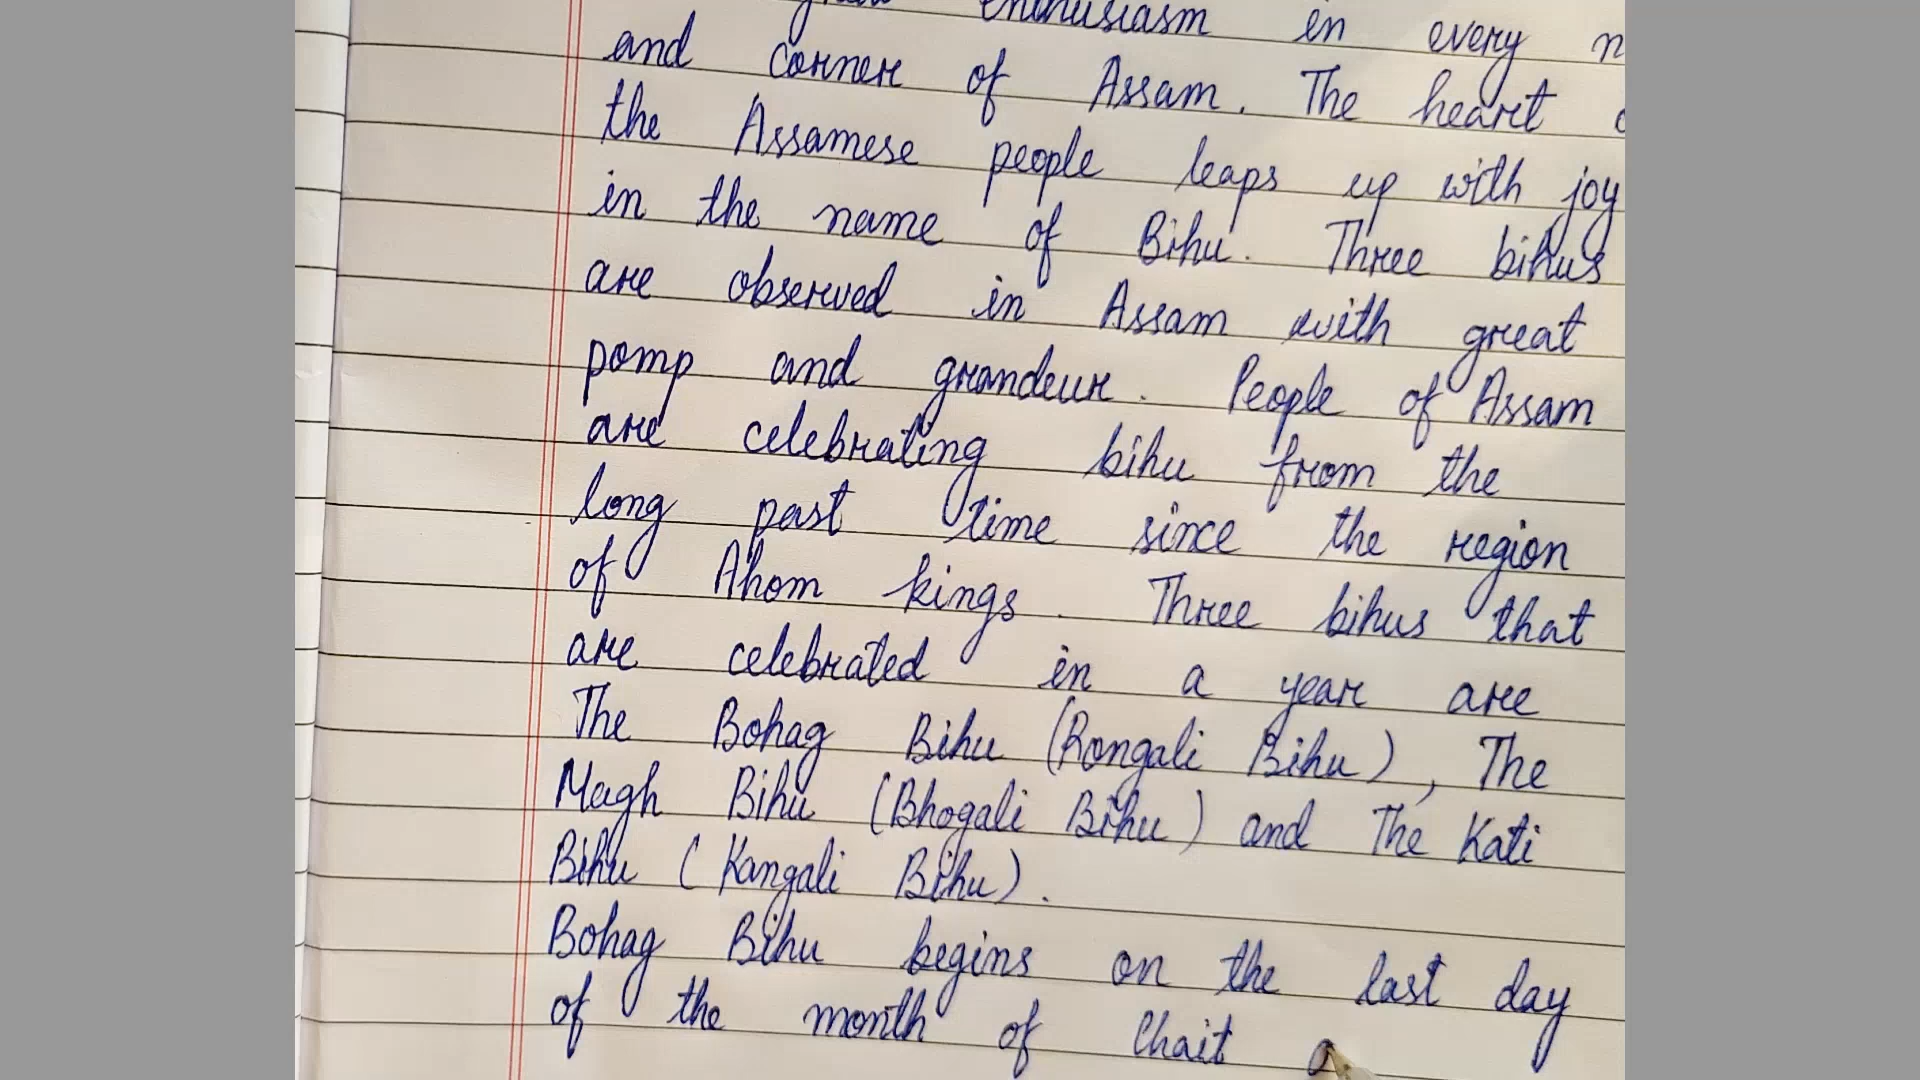 enthusiasm in every
and corner of Assam. The heart
the Assamese people leaps up with joy
in the name of Bihu. Three bihus
are observed in Assam with great
pomp and grandeur. People of Assam
are celebrating bihu from the
long past time since the region
of Ahom kings. Three bihus that
are celebrated in a year are
The Bohag Bihu (Rongali Bihu), The
Magh Bihu (Bhogali Bihu) and The Kati
Bihu (Kangali Bihu).
Bohag Bihu begins on the last day
of the month of Chait